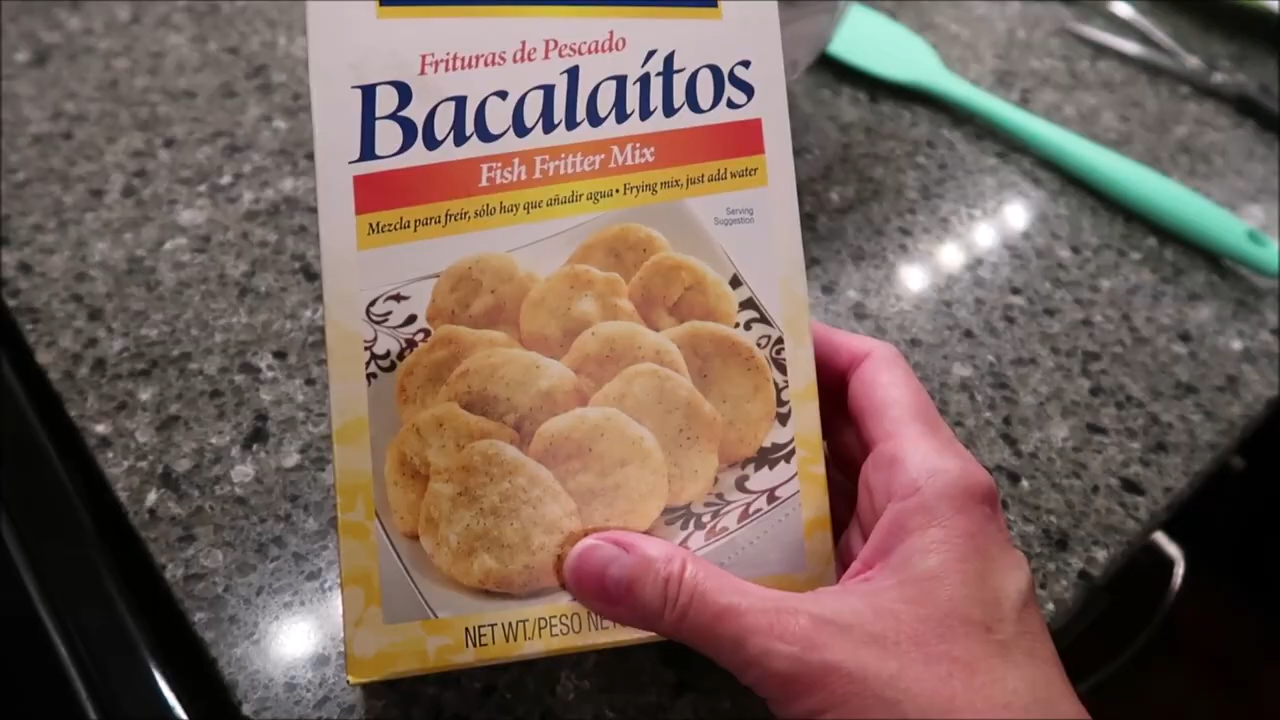 Frituras de Pescado
Bacalaítos
Fish Fritter Mix
Mezcla para freír, sólo hay que añadir agua • Frying mix, just add water
Serving
Suggestion
NET WT./PESO